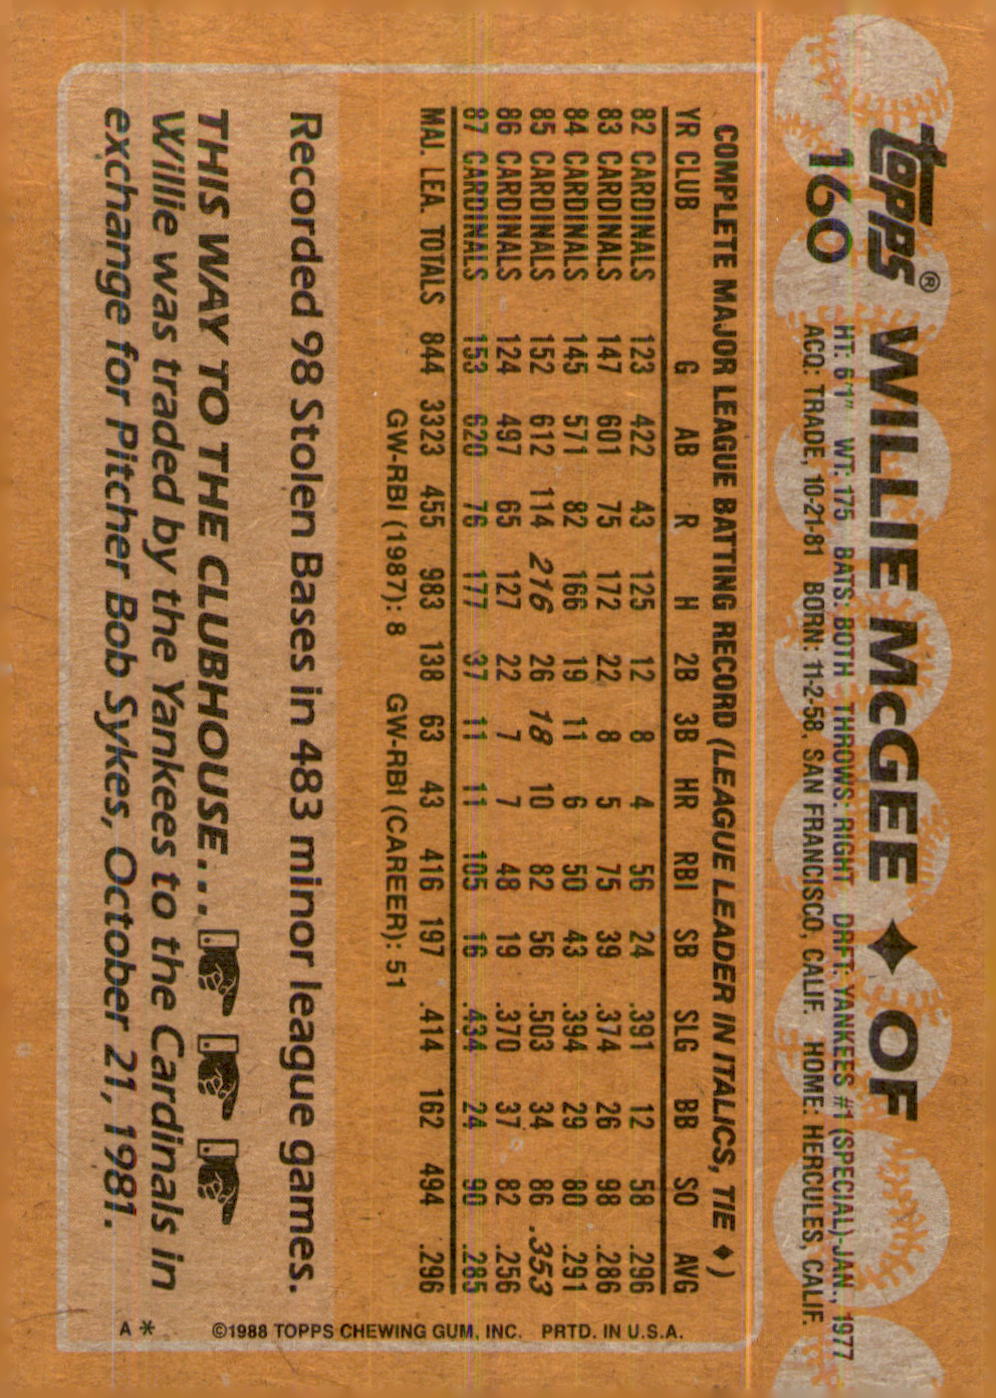 topps®
160
WILLIE McGEE ♦ OF
HT: 6'1" WT: 175 BATS: BOTH THROWS: RIGHT DRFT: YANKEES #1 (SPECIAL)-JAN., 1977
ACQ: TRADE, 10-21-81 BORN: 11-2-58, SAN FRANCISCO, CALIF. HOME: HERCULES, CALIF.
COMPLETE MAJOR LEAGUE BATTING RECORD (LEAGUE LEADER IN ITALICS, TIE ♦)
YR CLUB G AB R H 2B 3B HR RBI SB SLG BB SO AVG
82 CARDINALS 123 422 43 125 12 8 4 56 24 .391 12 58 .296
83 CARDINALS 147 601 75 172 22 8 5 75 39 .374 26 98 .286
84 CARDINALS 145 571 82 166 19 11 6 50 43 .394 29 80 .291
85 CARDINALS 152 612 114 216 26 18 10 82 56 .503 34 86 .353
86 CARDINALS 124 497 65 127 22 7 7 48 19 .370 37 82 .256
87 CARDINALS 153 620 76 177 37 11 11 105 16 .434 24 90 .285
MAJ. LEA. TOTALS 844 3323 455 983 138 63 43 416 197 .414 162 494 .296
GW-RBI (1987): 8 GW-RBI (CAREER): 51
Recorded 98 Stolen Bases in 483 minor league games.
THIS WAY TO THE CLUBHOUSE...
Willie was traded by the Yankees to the Cardinals in
exchange for Pitcher Bob Sykes, October 21, 1981.
©1988 TOPPS CHEWING GUM, INC. PRTD. IN U.S.A.
A *